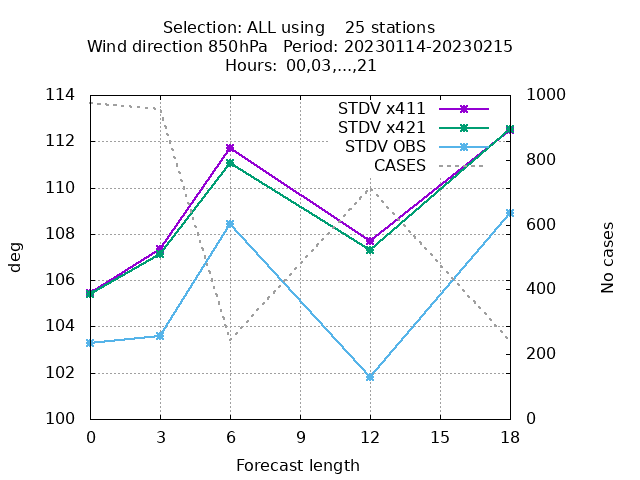 Selection: ALL using    25 stations
Wind direction 850hPa   Period: 20230114-20230215
Hours: 00,03,...,21
STDV x411
STDV x421
STDV OBS
CASES
114
112
110
108
106
104
102
100
deg
1000
800
600
400
200
0
No cases
0 3 6 9 12 15 18
Forecast length